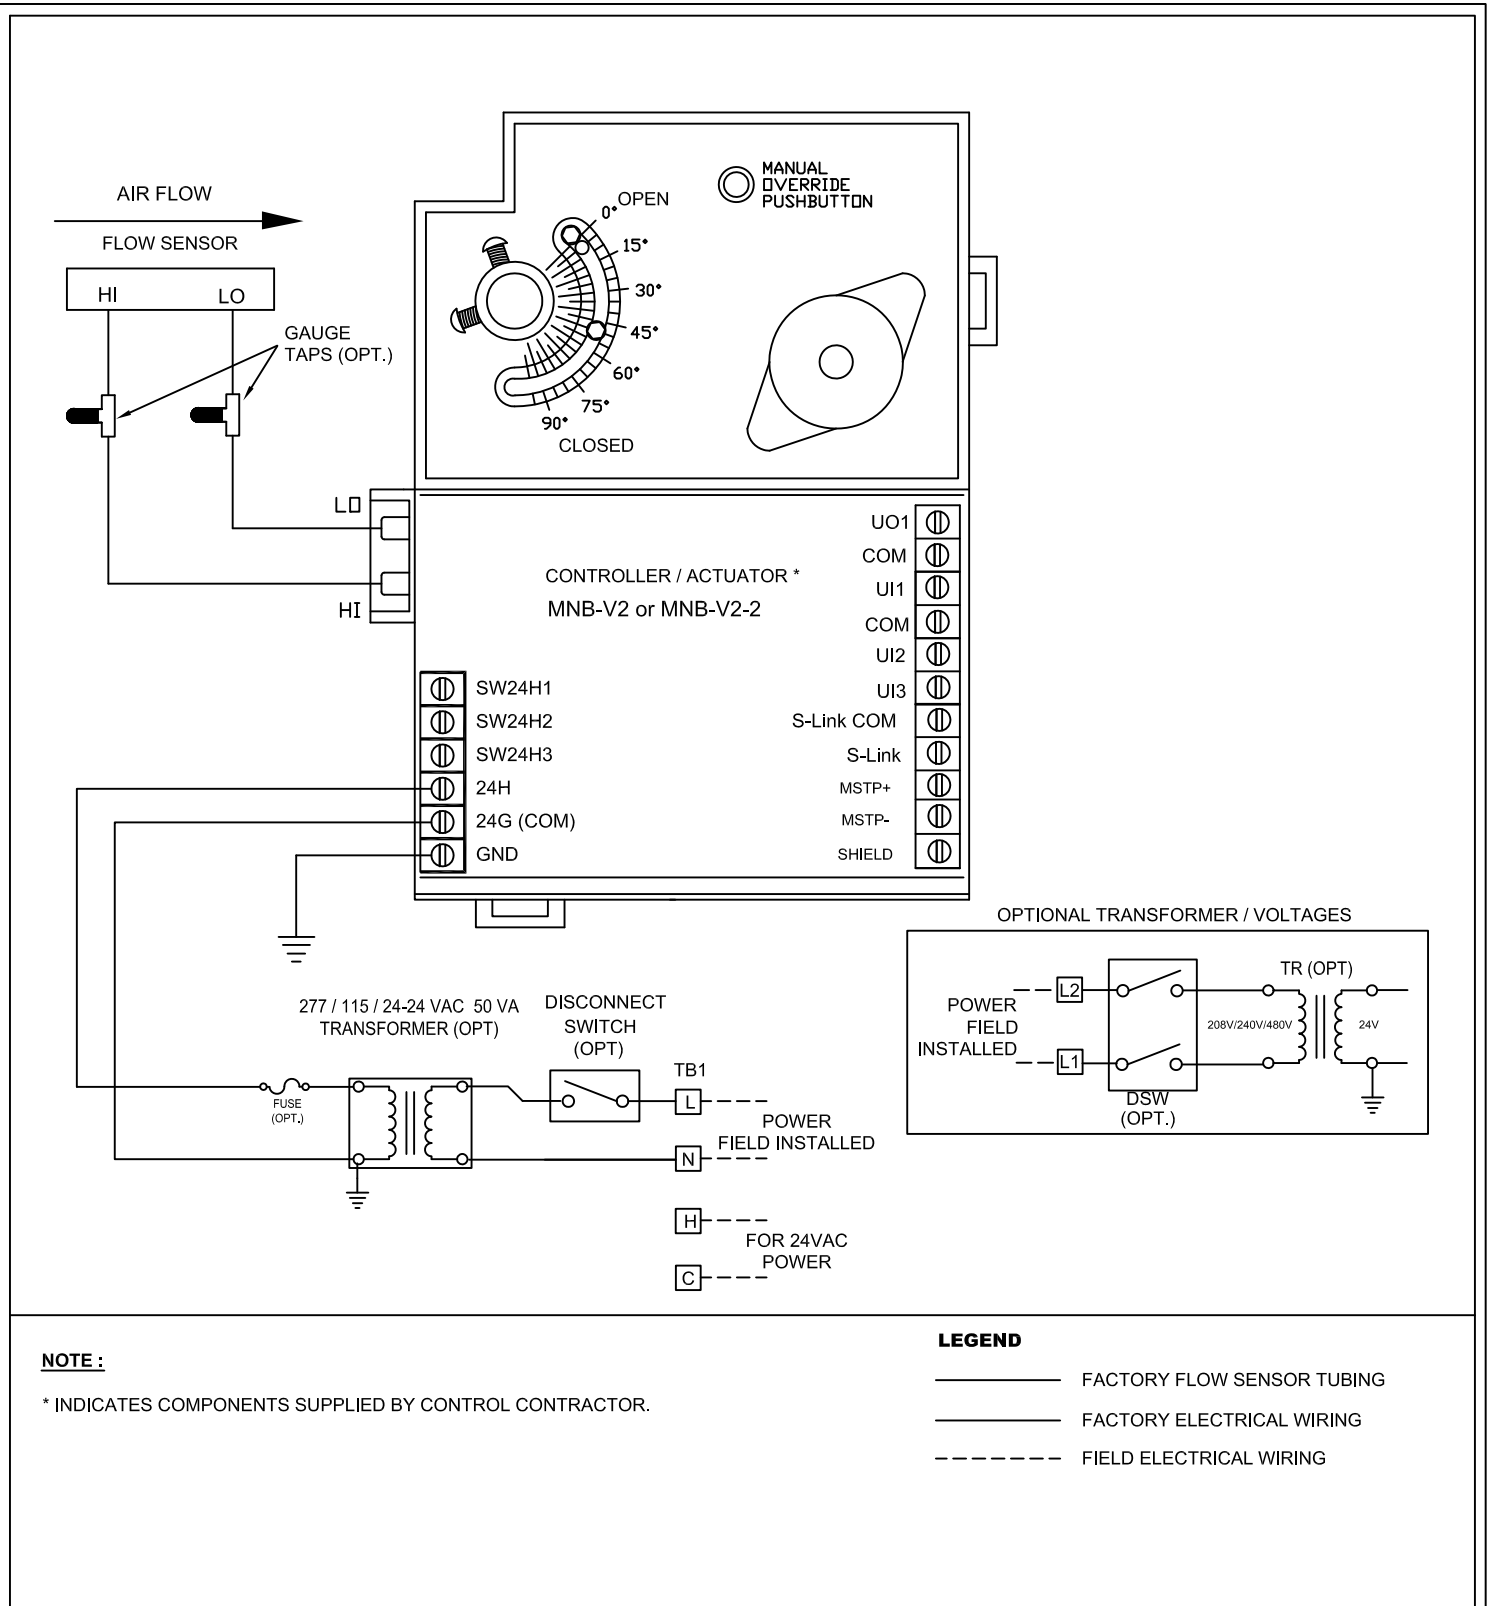 MANUAL
OVERRIDE
PUSHBUTTON
AIR FLOW
FLOW SENSOR
HI
LO
GAUGE
TAPS (OPT.)
OPEN
0°
15°
30°
45°
60°
75°
90°
CLOSED
LO
HI
CONTROLLER / ACTUATOR *
MNB-V2 or MNB-V2-2
UO1
COM
UI1
COM
UI2
UI3
S-Link COM
S-Link
MSTP+
MSTP-
SHIELD
SW24H1
SW24H2
SW24H3
24H
24G (COM)
GND
277 / 115 / 24-24 VAC 50 VA
TRANSFORMER (OPT)
DISCONNECT
SWITCH
(OPT)
FUSE
(OPT.)
TB1
L
N
POWER
FIELD INSTALLED
H
C
FOR 24VAC
POWER
OPTIONAL TRANSFORMER / VOLTAGES
POWER
FIELD
INSTALLED
L2
L1
DSW
(OPT.)
TR (OPT)
208V/240V/480V
24V
NOTE :
* INDICATES COMPONENTS SUPPLIED BY CONTROL CONTRACTOR.
LEGEND
FACTORY FLOW SENSOR TUBING
FACTORY ELECTRICAL WIRING
FIELD ELECTRICAL WIRING